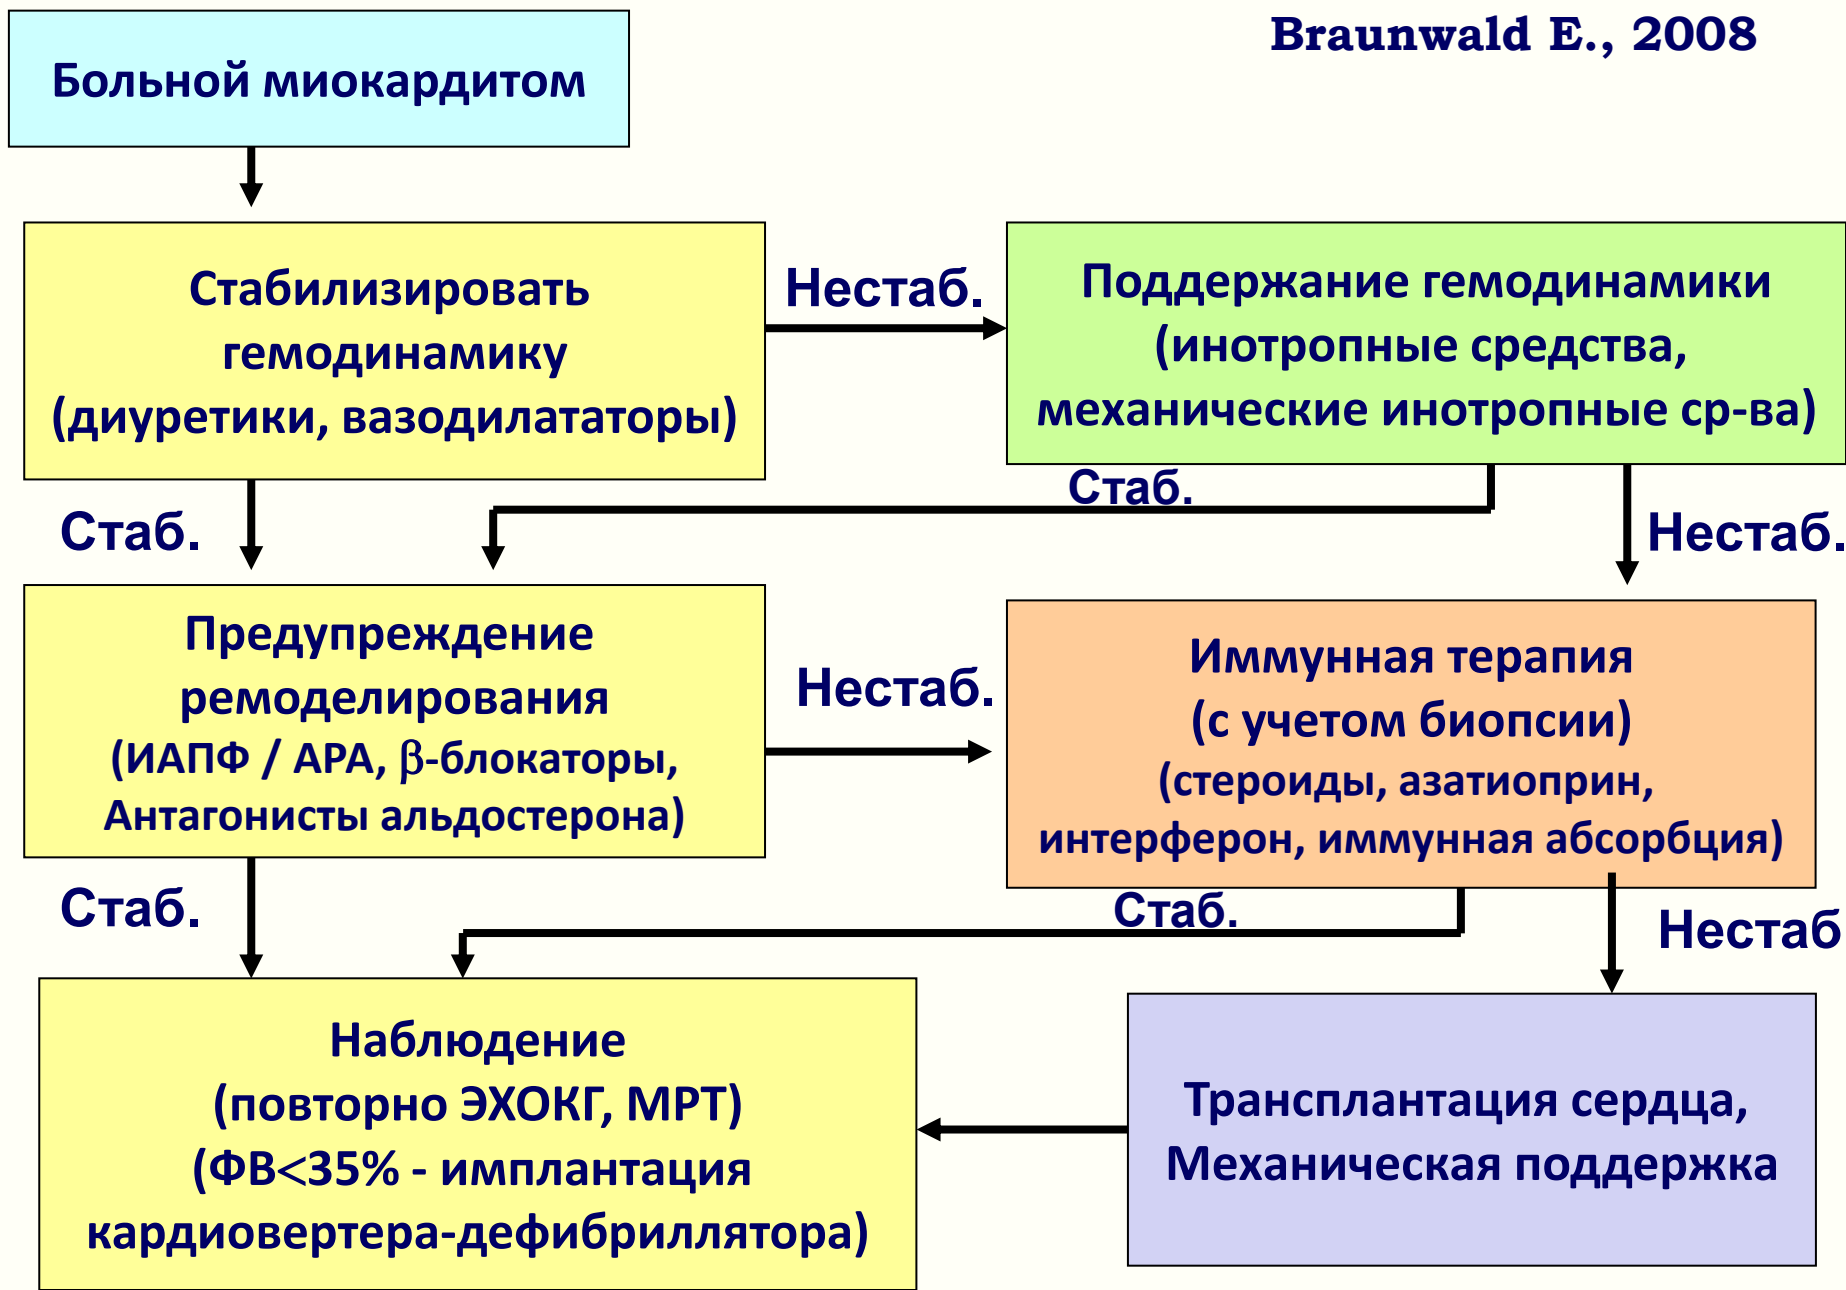 Braunwald E., 2008
Больной миокардитом
Стабилизировать
гемодинамику
(диуретики, вазодилататоры)
Нестаб.
Поддержание гемодинамики
(инотропные средства,
механические инотропные ср-ва)
Стаб.
Стаб.
Нестаб.
Предупреждение
ремоделирования
(ИАПФ / АРА, β-блокаторы,
Антагонисты альдостерона)
Нестаб.
Иммунная терапия
(с учетом биопсии)
(стероиды, азатиоприн,
интерферон, иммунная абсорбция)
Стаб.
Стаб.
Нестаб
Наблюдение
(повторно ЭХОКГ, МРТ)
(ФВ<35% - имплантация
кардиовертера-дефибриллятора)
Трансплантация сердца,
Механическая поддержка